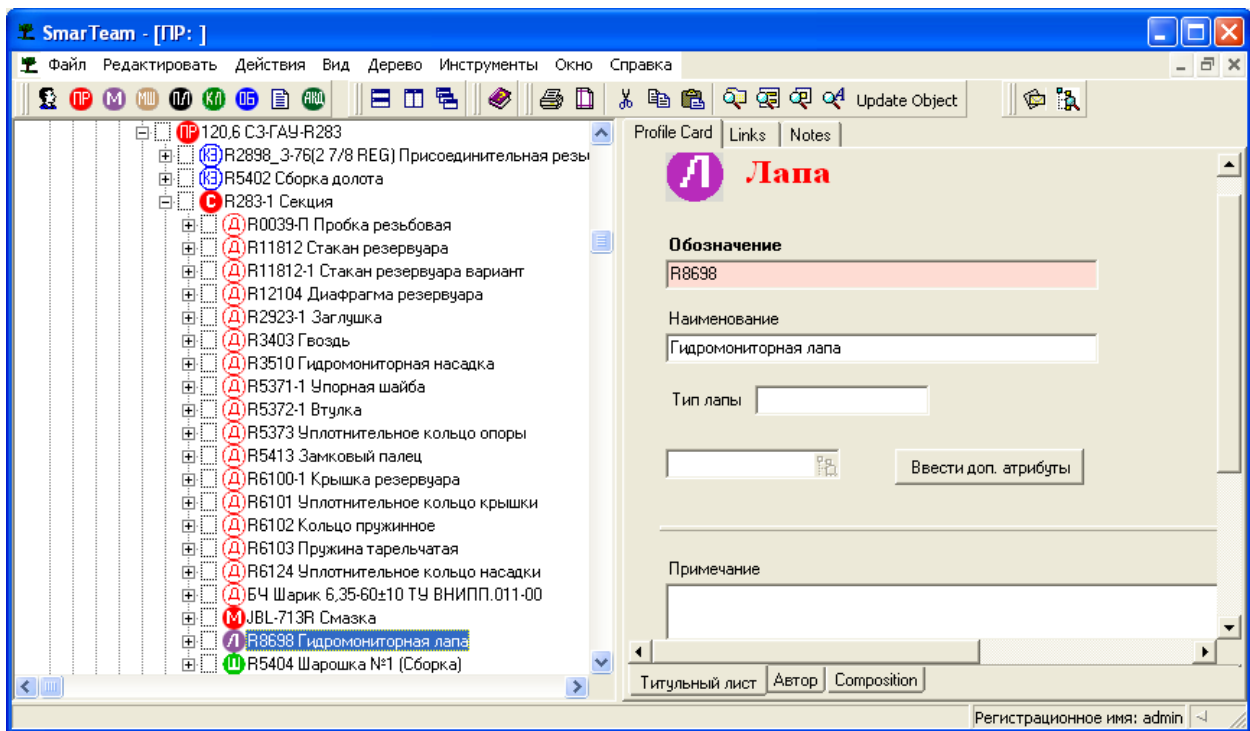 SmarTeam - [ПР: ]
Файл Редактировать Действия Вид Дерево Инструменты Окно Справка
ПР М МШ ПЛ КЛ ОБ АКД Update Object
ПР 120,6 СЗ-ГАУ-R283
КЭ R2898_З-76(2 7/8 REG) Присоединительная резы
КЭ R5402 Сборка долота
С R283-1 Секция
Д R0039-П Пробка резьбовая
Д R11812 Стакан резервуара
Д R11812-1 Стакан резервуара вариант
Д R12104 Диафрагма резервуара
Д R2923-1 Заглушка
Д R3403 Гвоздь
Д R3510 Гидромониторная насадка
Д R5371-1 Упорная шайба
Д R5372-1 Втулка
Д R5373 Уплотнительное кольцо опоры
Д R5413 Замковый палец
Д R6100-1 Крышка резервуара
Д R6101 Уплотнительное кольцо крышки
Д R6102 Кольцо пружинное
Д R6103 Пружина тарельчатая
Д R6124 Уплотнительное кольцо насадки
Д БЧ Шарик 6,35-60±10 ТУ ВНИПП.011-00
М JBL-713R Смазка
Л R8698 Гидромониторная лапа
Ш R5404 Шарошка №1 (Сборка)
Profile Card Links Notes
Л Лапа
Обозначение
R8698
Наименование
Гидромониторная лапа
Тип лапы
Ввести доп. атрибуты
Примечание
Титульный лист Автор Composition
Регистрационное имя: admin